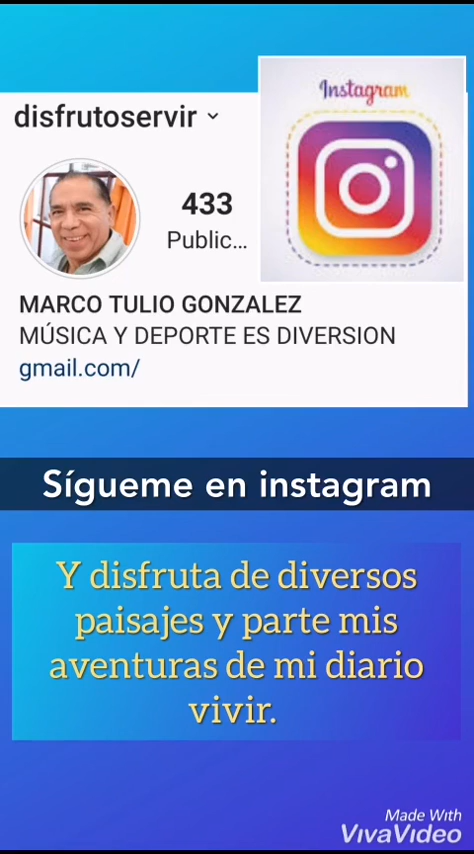 Instagram
disfrutoservir
433
Public...
MARCO TULIO GONZALEZ
MÚSICA Y DEPORTE ES DIVERSION
gmail.com/
Sígueme en instagram
Y disfruta de diversos
paisajes y parte mis
aventuras de mi diario
vivir.
Made With
VivaVideo